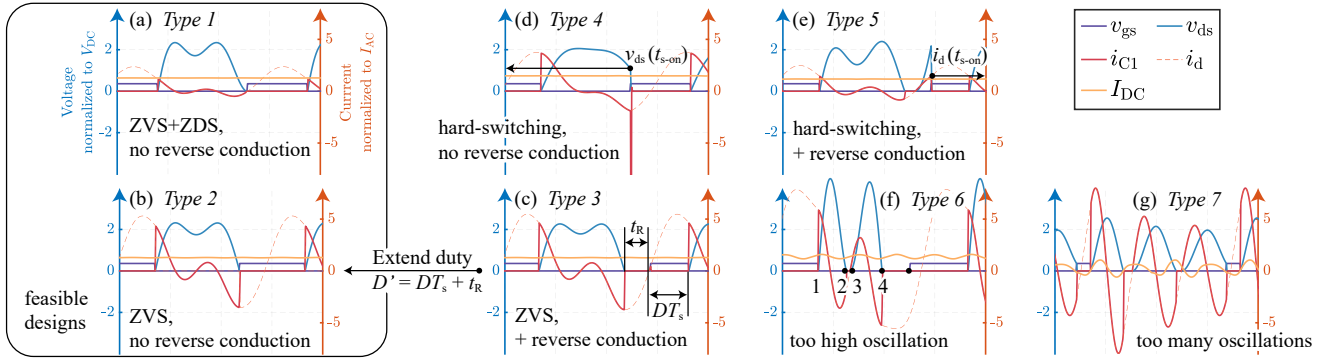 (a) Type 1
Voltage
normalized to V_DC
2
0
-2
5
0
-5
Currrent
normalized to I_AC
ZVS+ZDS,
no reverse conduction
(d) Type 4
2
0
-2
5
0
-5
v_ds(t_s-on)
hard-switching,
no reverse conduction
(e) Type 5
2
0
-2
5
0
-5
i_d(t_s-on)
hard-switching,
+ reverse conduction
v_gs
v_ds
i_C1
i_d
I_DC
(b) Type 2
2
0
-2
5
0
-5
feasible
designs
ZVS,
no reverse conduction
Extend duty
D' = DT_s + t_R
(c) Type 3
2
0
-2
5
0
-5
t_R
DT_s
ZVS,
+ reverse conduction
(f) Type 6
2
0
-2
5
0
-5
1
2
3
4
too high oscillation
(g) Type 7
2
0
-2
5
0
-5
too many oscillations